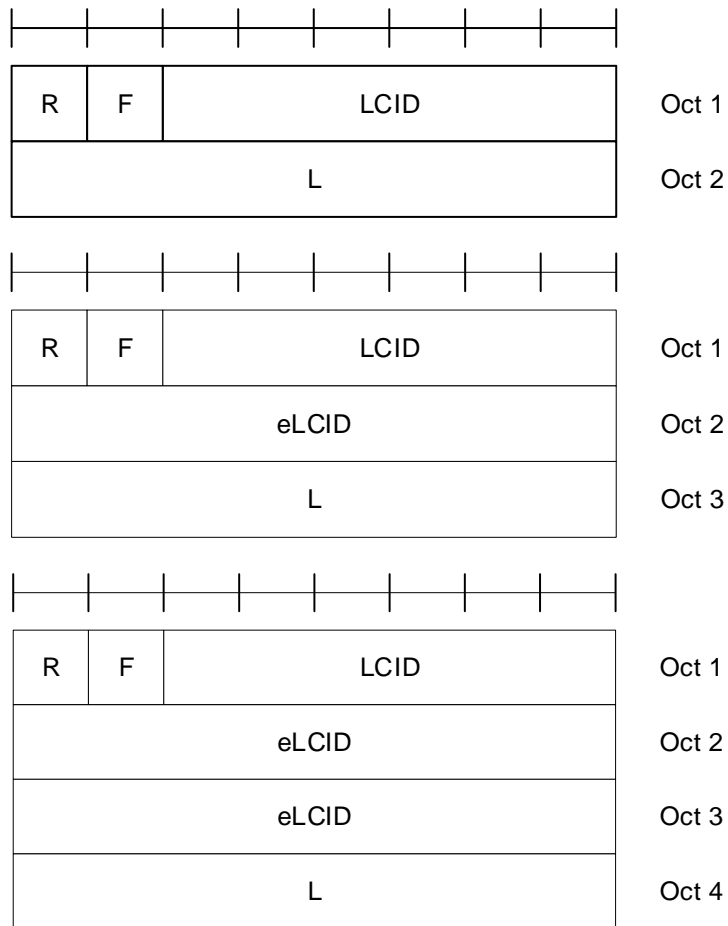 R F LCID Oct 1
L Oct 2
R F LCID Oct 1
eLCID Oct 2
L Oct 3
R F LCID Oct 1
eLCID Oct 2
eLCID Oct 3
L Oct 4